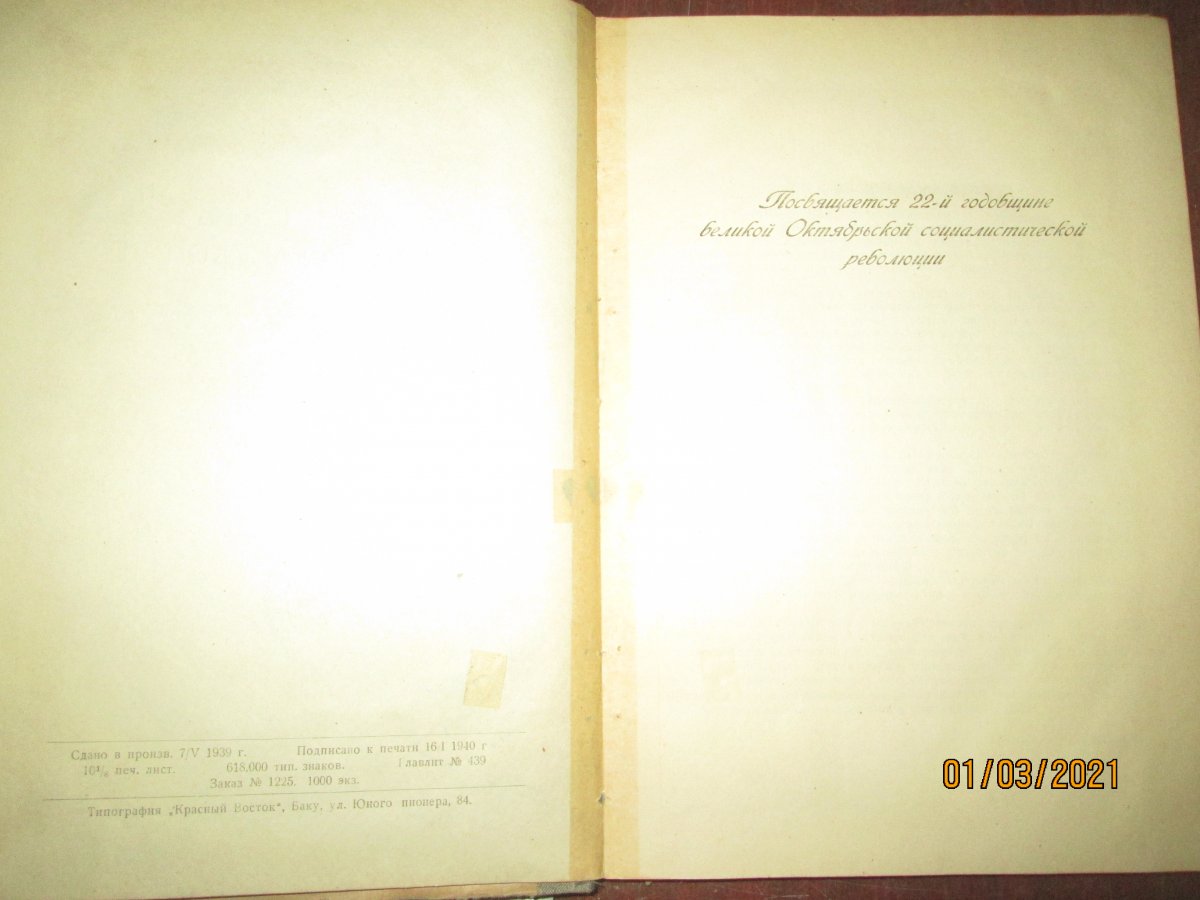 Сдано в произв. 7/V 1939 г. Подписано к печати 16 I 1940 г
печ. лист. 618.000 тип. знаков. Главлит № 439
Заказ № 1225. 1000 экз.
Типография „Красный Восток“, Баку, ул. Юного пионера, 84.
Посвящается 22-й годовщине
великой Октябрьской социалистической
революции
01/03/2021